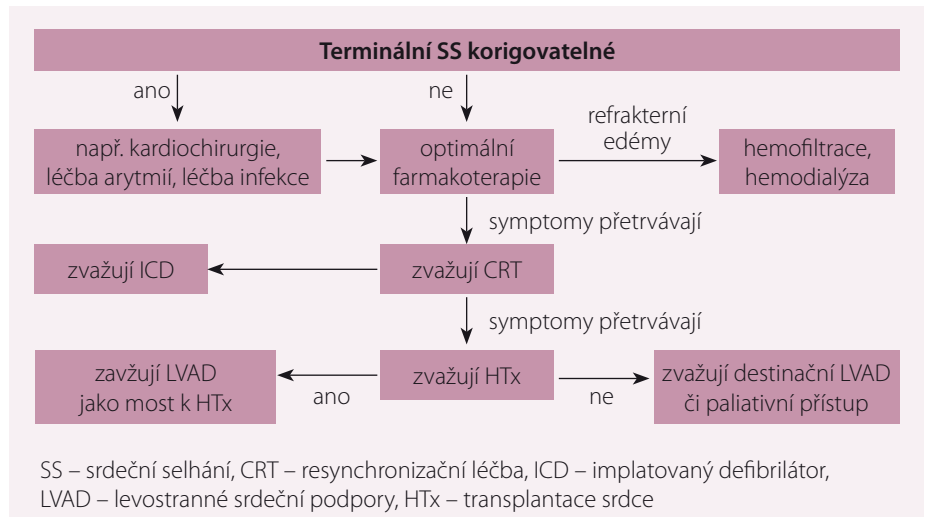 Terminální SS korigovatelné
ano
ne
např. kardiochirurgie,
léčba arytmií, léčba infekce
optimální
farmakoterapie
refrakterní
edémy
hemofiltrace,
hemodialýza
symptomy přetrvávají
zvažují ICD
zvažují CRT
symptomy přetrvávají
zavžují LVAD
jako most k HTx
ano
zvažují HTx
ne
zvažují destinační LVAD
či paliativní přístup
SS – srdeční selhání, CRT – resynchronizační léčba, ICD – implatovaný defibrilátor,
LVAD – levostranné srdeční podpory, HTx – transplantace srdce